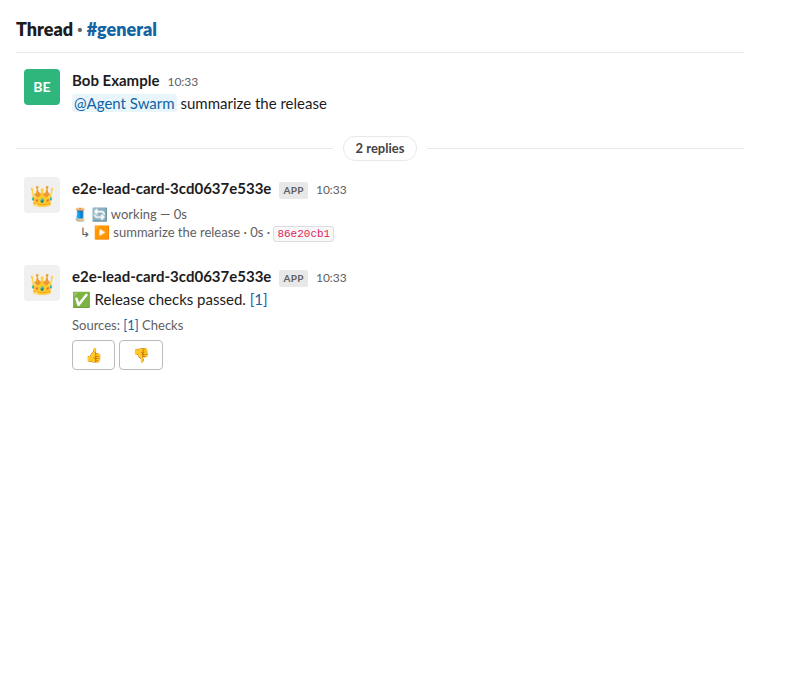 Thread • #general
BE
Bob Example 10:33
@Agent Swarm summarize the release
2 replies
e2e-lead-card-3cd0637e533e APP 10:33
🧵 🔄 working — 0s
↳ ▶️ summarize the release · 0s · 86e20cb1
e2e-lead-card-3cd0637e533e APP 10:33
✅ Release checks passed. [1]
Sources: [1] Checks
👍 👎